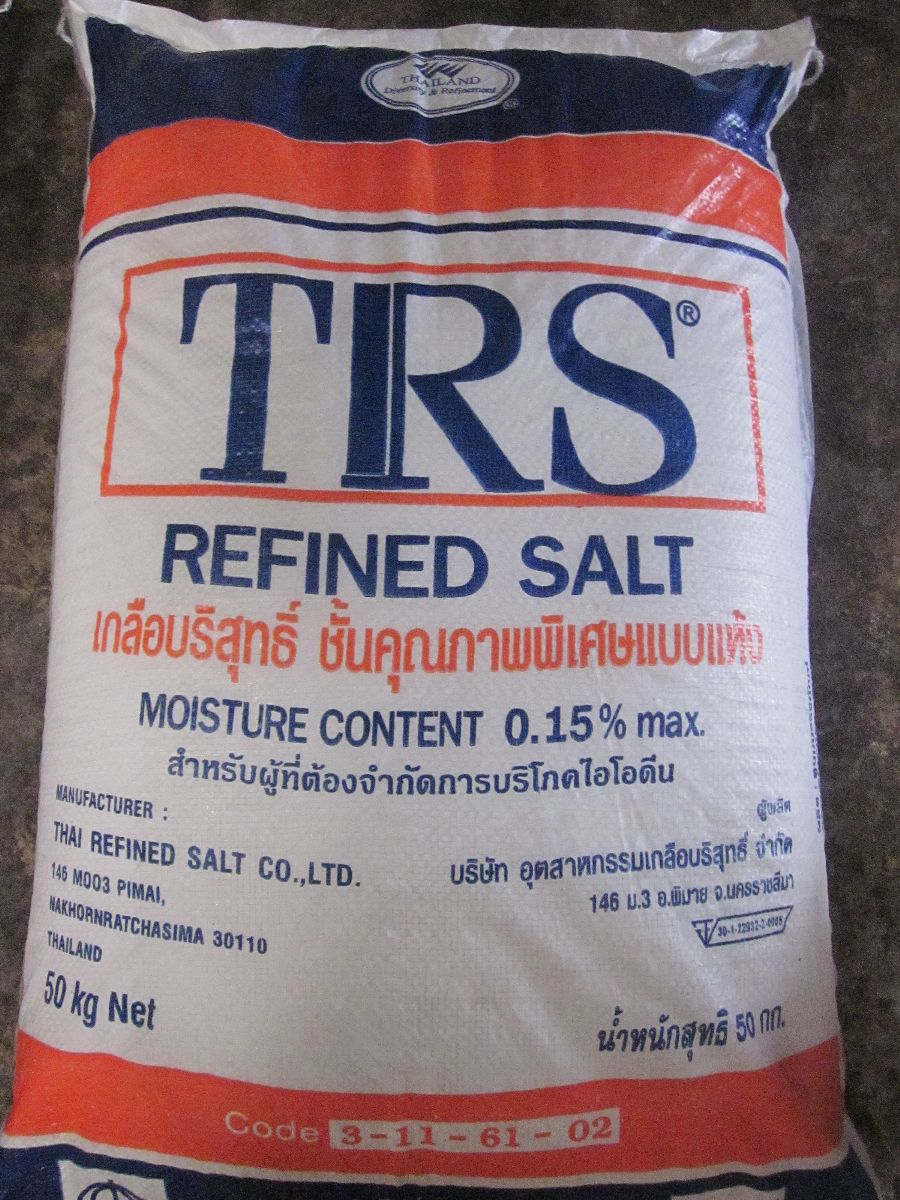 THAILAND
Diversity & Refinement
TRS®
REFINED SALT
เกลือบริสุทธิ์ ชั้นคุณภาพพิเศษแบบแห้ง
MOISTURE CONTENT 0.15% max.
สำหรับผู้ที่ต้องจำกัดการบริโภคไอโอดีน
MANUFACTURER :
THAI REFINED SALT CO.,LTD.
146 MOO3 PIMAI,
NAKHORNRATCHASIMA 30110
THAILAND
50 kg Net
ผู้ผลิต
บริษัท อุตสาหกรรมเกลือบริสุทธิ์ จำกัด
146 ม.3 อ.พิมาย จ.นครราชสีมา
น้ำหนักสุทธิ 50 กก.
Code 3-11-61-02